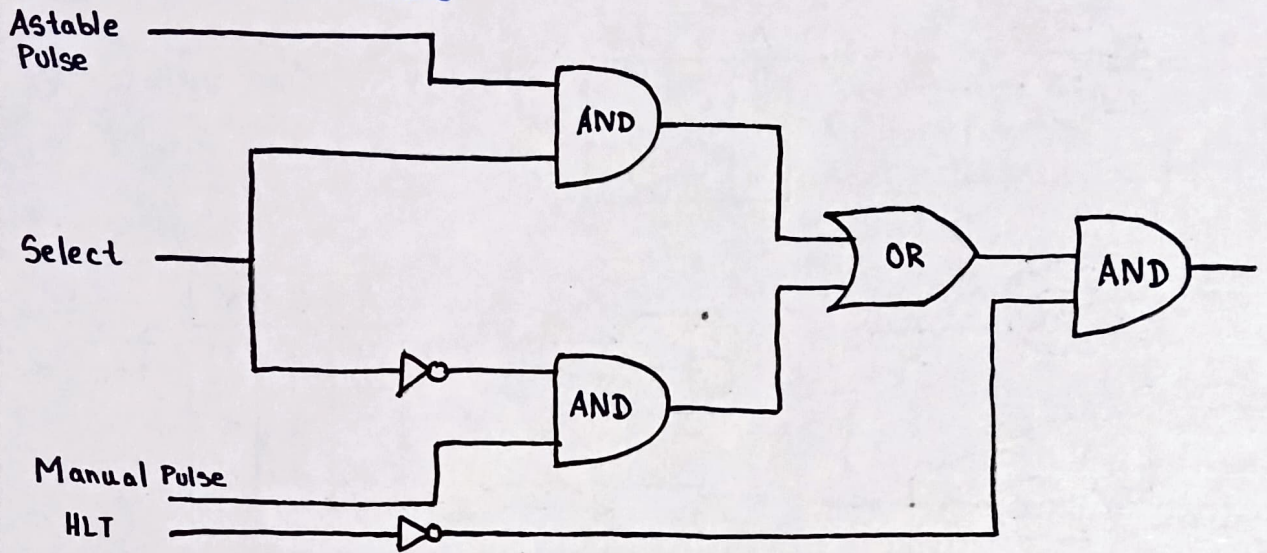 Astable
Pulse
AND
Select
OR
AND
AND
Manual Pulse
HLT